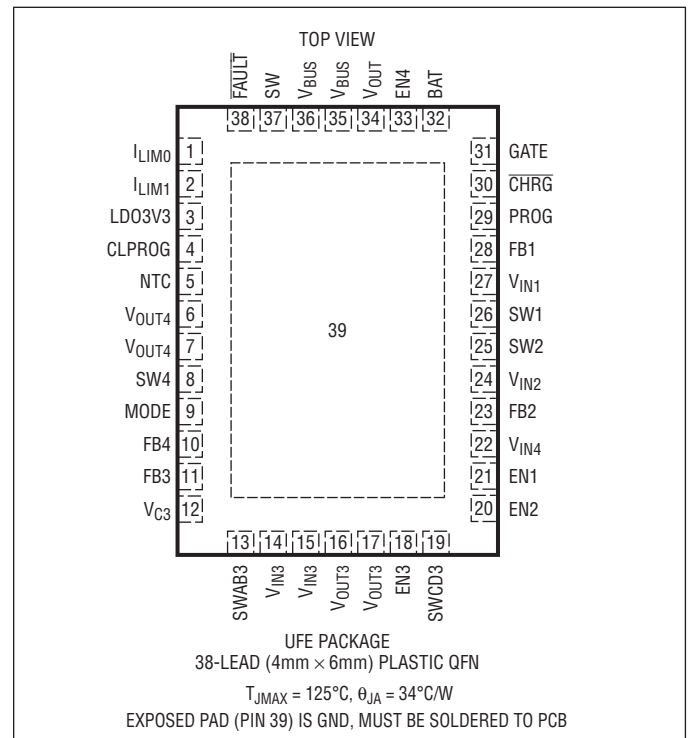 TOP VIEW
FAULT SW VBUS VBUS VOUT EN4 BAT
38 37 36 35 34 33 32
ILIM0 1
ILIM1 2
LDO3V3 3
CLPROG 4
NTC 5
VOUT4 6
VOUT4 7
SW4 8
MODE 9
FB4 10
FB3 11
VC3 12
39
31 GATE
30 CHRG
29 PROG
28 FB1
27 VIN1
26 SW1
25 SW2
24 VIN2
23 FB2
22 VIN4
21 EN1
20 EN2
13 14 15 16 17 18 19
SWAB3 VIN3 VIN3 VOUT3 VOUT3 EN3 SWCD3
UFE PACKAGE
38-LEAD (4mm × 6mm) PLASTIC QFN
TJMAX = 125°C, θJA = 34°C/W
EXPOSED PAD (PIN 39) IS GND, MUST BE SOLDERED TO PCB